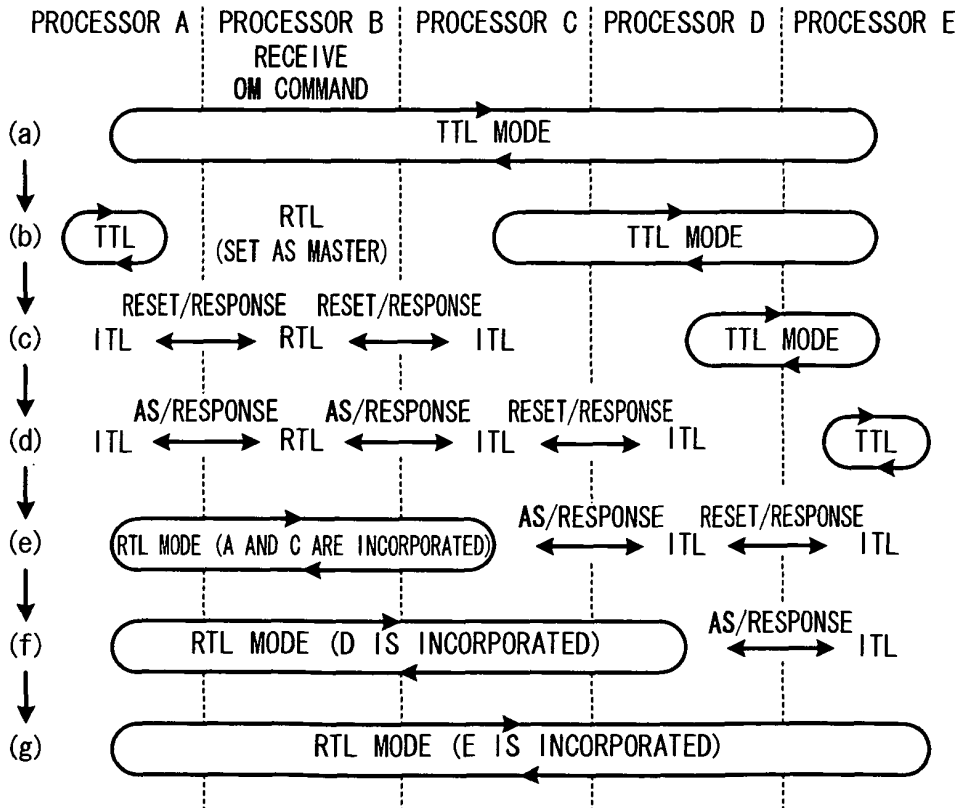 PROCESSOR A PROCESSOR B PROCESSOR C PROCESSOR D PROCESSOR E
RECEIVE
OM COMMAND
(a) TTL MODE
(b) TTL RTL TTL MODE
(SET AS MASTER)
RESET/RESPONSE RESET/RESPONSE
(c) ITL RTL ITL TTL MODE
AS/RESPONSE AS/RESPONSE RESET/RESPONSE
(d) ITL RTL ITL ITL TTL
AS/RESPONSE RESET/RESPONSE
(e) RTL MODE (A AND C ARE INCORPORATED) ITL ITL
AS/RESPONSE
(f) RTL MODE (D IS INCORPORATED) ITL
(g) RTL MODE (E IS INCORPORATED)